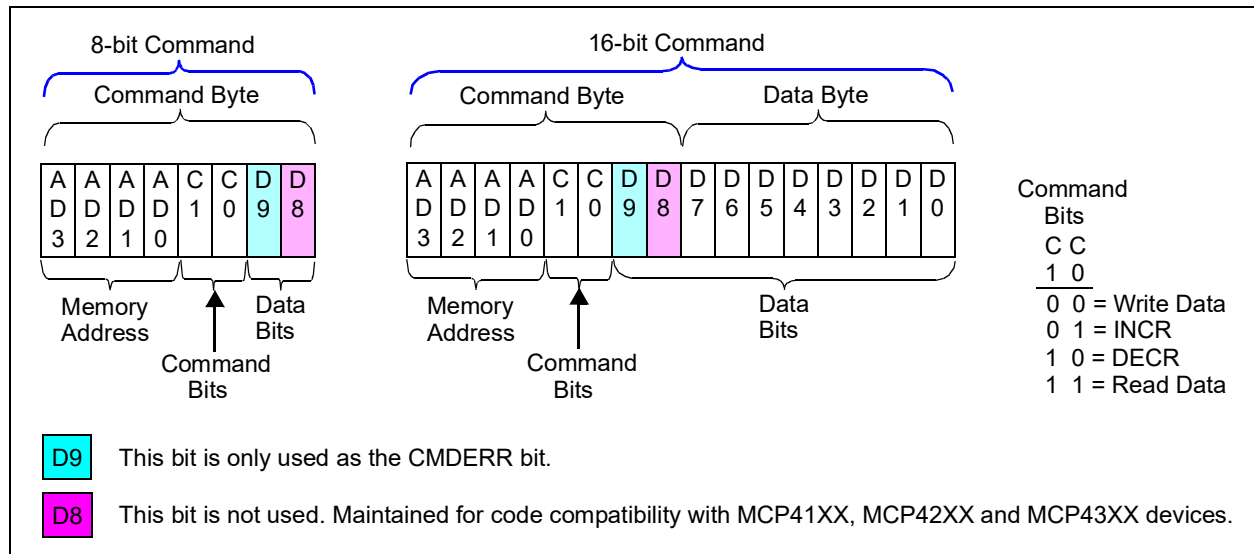 8-bit Command
16-bit Command
Command Byte
Command Byte
Data Byte
A A A A C C D D
D D D D 1 0 9 8
3 2 1 0
A A A A C C D D D D D D D D D D
D D D D 1 0 9 8 7 6 5 4 3 2 1 0
3 2 1 0
Memory
Address
Data
Bits
Command
Bits
Memory
Address
Data
Bits
Command
Bits
Command
Bits
C C
1 0
0 0 = Write Data
0 1 = INCR
1 0 = DECR
1 1 = Read Data
D9 This bit is only used as the CMDERR bit.
D8 This bit is not used. Maintained for code compatibility with MCP41XX, MCP42XX and MCP43XX devices.